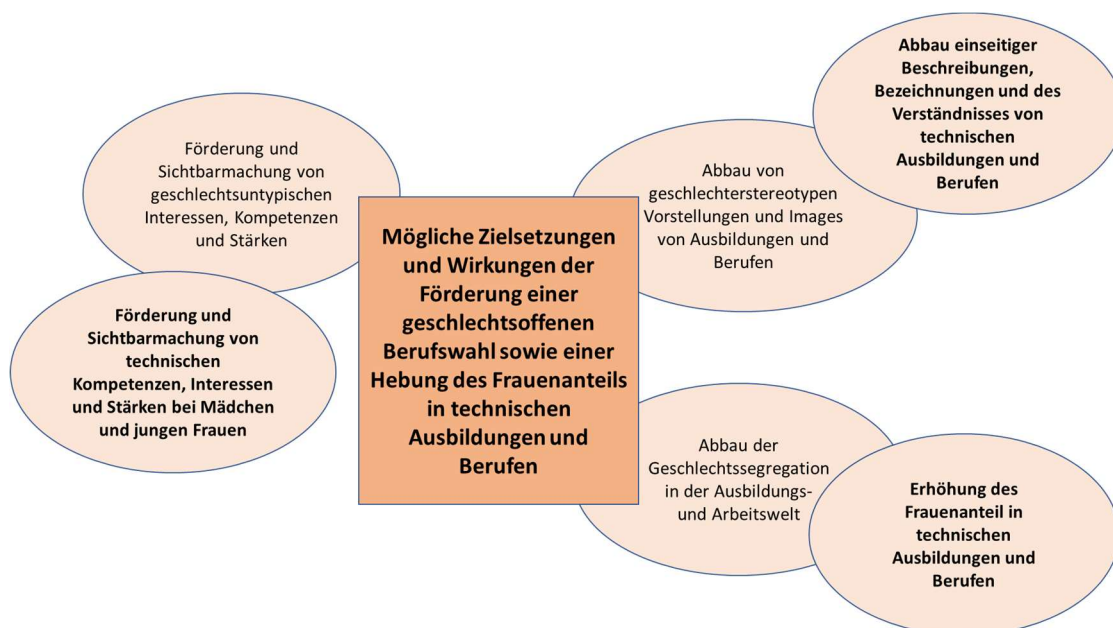 Förderung und
Sichtbarmachung von
geschlechtsuntypischen
Interessen, Kompetenzen
und Stärken
Förderung und
Sichtbarmachung von
technischen
Kompetenzen, Interessen
und Stärken bei Mädchen
und jungen Frauen
Mögliche Zielsetzungen
und Wirkungen der
Förderung einer
geschlechtsoffenen
Berufswahl sowie einer
Hebung des Frauenanteils
in technischen
Ausbildungen und
Berufen
Abbau von
geschlechterstereotypen
Vorstellungen und Images
von Ausbildungen und
Berufen
Abbau einseitiger
Beschreibungen,
Bezeichnungen und des
Verständnisses von
technischen
Ausbildungen und
Berufen
Abbau der
Geschlechtssegregation
in der Ausbildungs-
und Arbeitswelt
Erhöhung des
Frauenanteil in
technischen
Ausbildungen und
Berufen